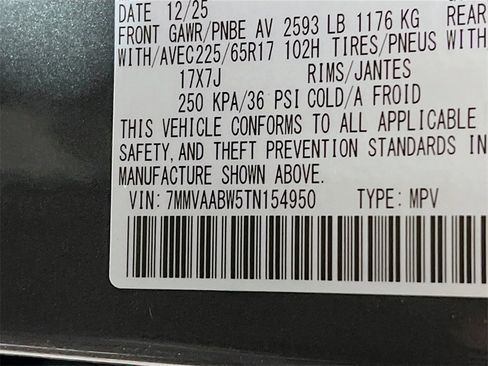 DATE 12/25
FRONT GAWR/PNBE AV 2593 LB 1176 KG REAR
WITH/AVEC225/65R17 102H TIRES/PNEUS WITH/
17X7J RIMS/JANTES
250 KPA/36 PSI COLD/A FROID
THIS VEHICLE CONFORMS TO ALL APPLICABLE
SAFETY, AND THEFT PREVENTION STANDARDS IN
MANUFACTURE SHOWN ABOVE.
VIN: 7MMVAABW5TN154950 TYPE: MPV